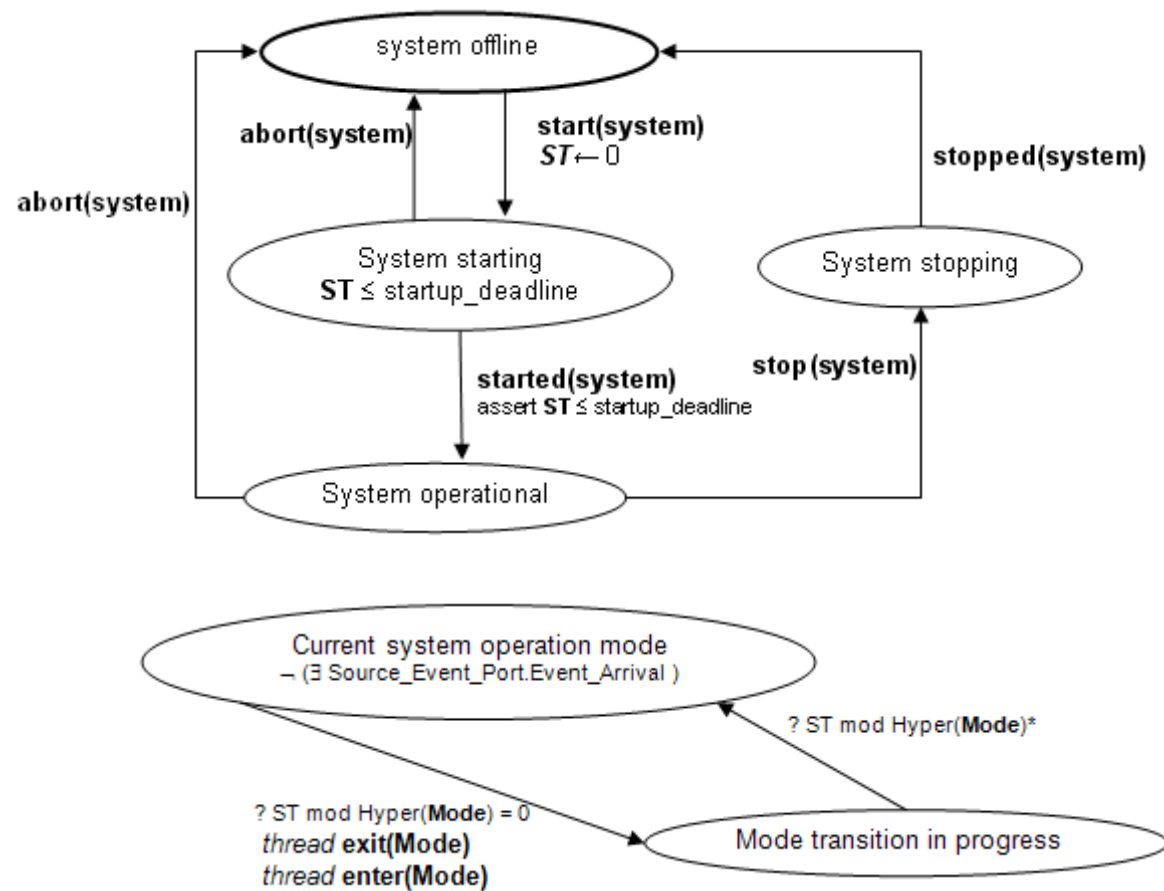 system offline
abort(system)
start(system)
ST ← 0
stopped(system)
abort(system)
System starting
ST ≤ startup_deadline
System stopping
started(system)
assert ST ≤ startup_deadline
stop(system)
System operational
Current system operation mode
¬ (∃ Source_Event_Port.Event_Arrival )
? ST mod Hyper(Mode)*
? ST mod Hyper(Mode) = 0
thread exit(Mode)
thread enter(Mode)
Mode transition in progress